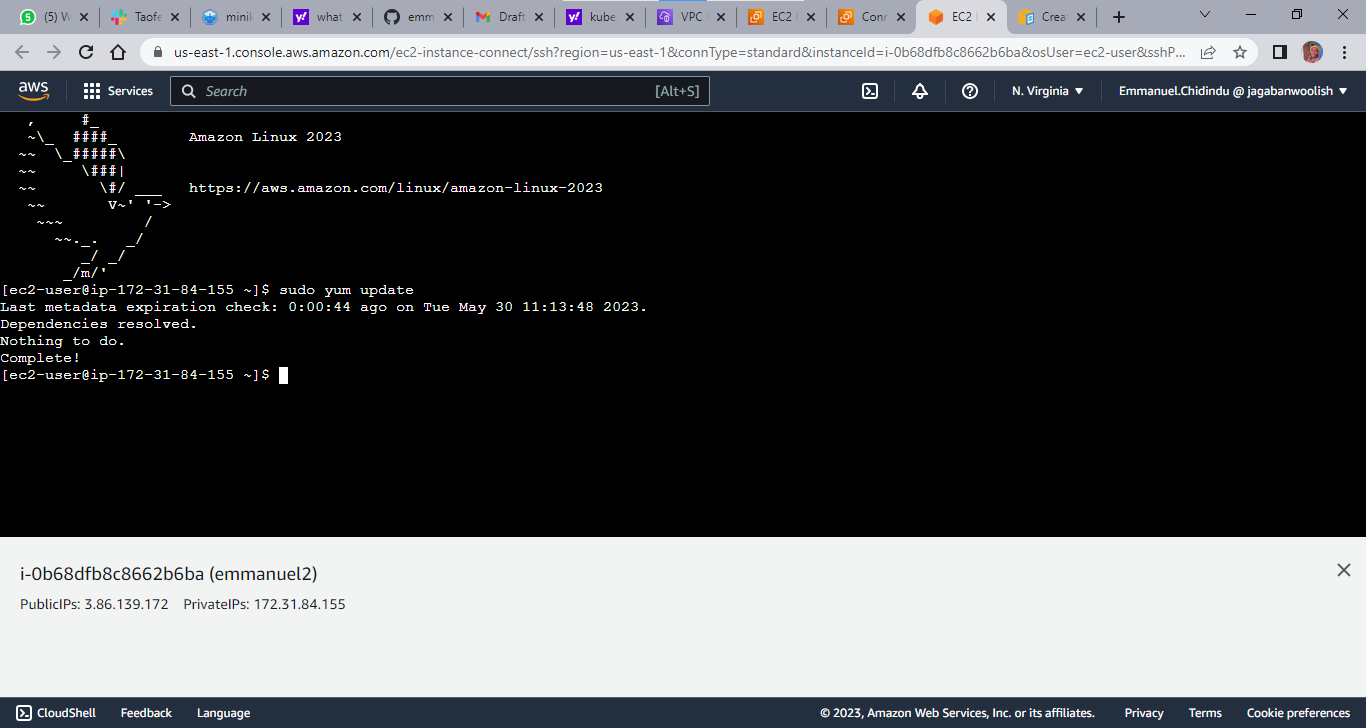 (5) W
Taofe
minil
what
emm
Draft
kube
VPC
EC2
Conn
EC2
Creat
us-east-1.console.aws.amazon.com/ec2-instance-connect/ssh?region=us-east-1&connType=standard&instanceId=i-0b68dfb8c8662b6ba&osUser=ec2-user&sshP...
aws
Services
Search
[Alt+S]
N. Virginia
Emmanuel.Chidindu @ jagabanwoolish
   ,     #_
   ~\_  ####_        Amazon Linux 2023
  ~~  \_#####\
  ~~     \###|
  ~~       \#/ ___   https://aws.amazon.com/linux/amazon-linux-2023
   ~~       V~' '->
    ~~~         /
      ~~._.   _/
         _/ _/
       _/m/'
[ec2-user@ip-172-31-84-155 ~]$ sudo yum update
Last metadata expiration check: 0:00:44 ago on Tue May 30 11:13:48 2023.
Dependencies resolved.
Nothing to do.
Complete!
[ec2-user@ip-172-31-84-155 ~]$
i-0b68dfb8c8662b6ba (emmanuel2)
PublicIPs: 3.86.139.172 PrivateIPs: 172.31.84.155
CloudShell
Feedback
Language
© 2023, Amazon Web Services, Inc. or its affiliates.
Privacy
Terms
Cookie preferences